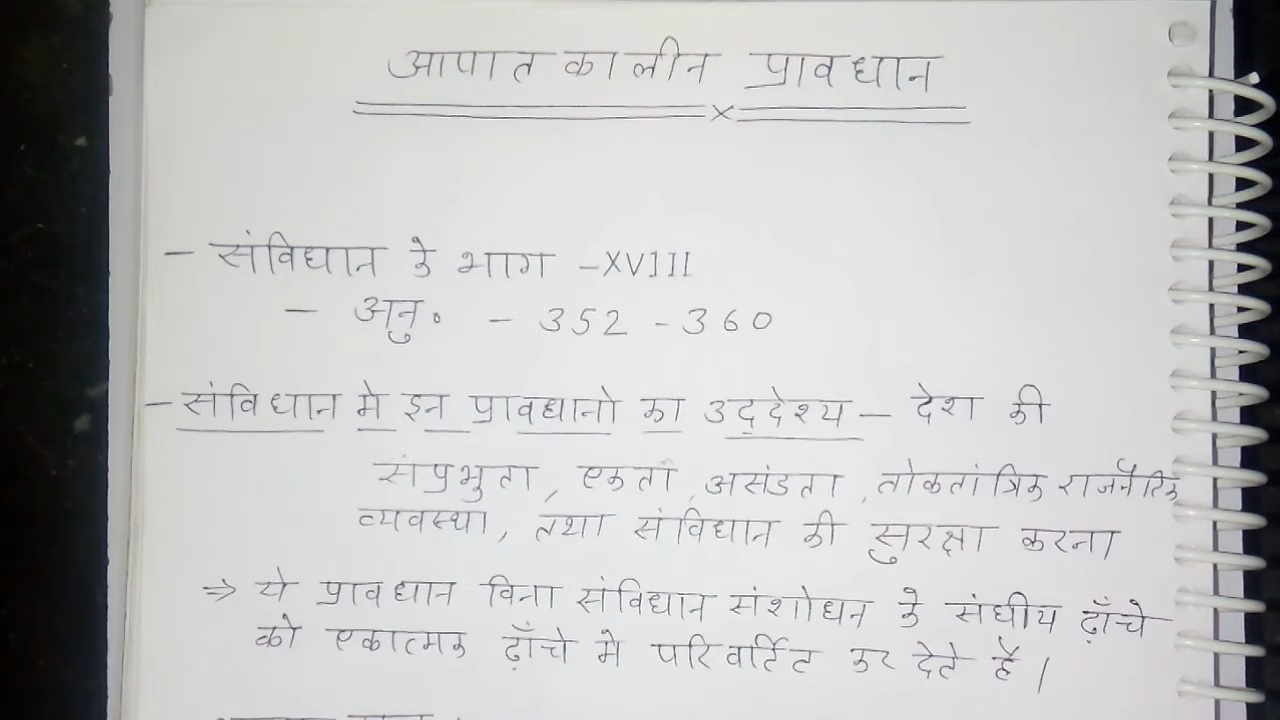 आपातकालीन प्रावधान
- संविधान के भाग - XVIII
- अनु० - 352 - 360
- संविधान मे इन प्रावधानो का उद्देश्य - देश की
संप्रभुता, एकता, अखंडता, लोकतांत्रिक राजनैतिक
व्यवस्था, तथा संविधान की सुरक्षा करना
⇒ ये प्रावधान बिना संविधान संशोधन के संघीय ढाँचे
को एकात्मक ढ़ाँचे मे परिवर्तित कर देते है।